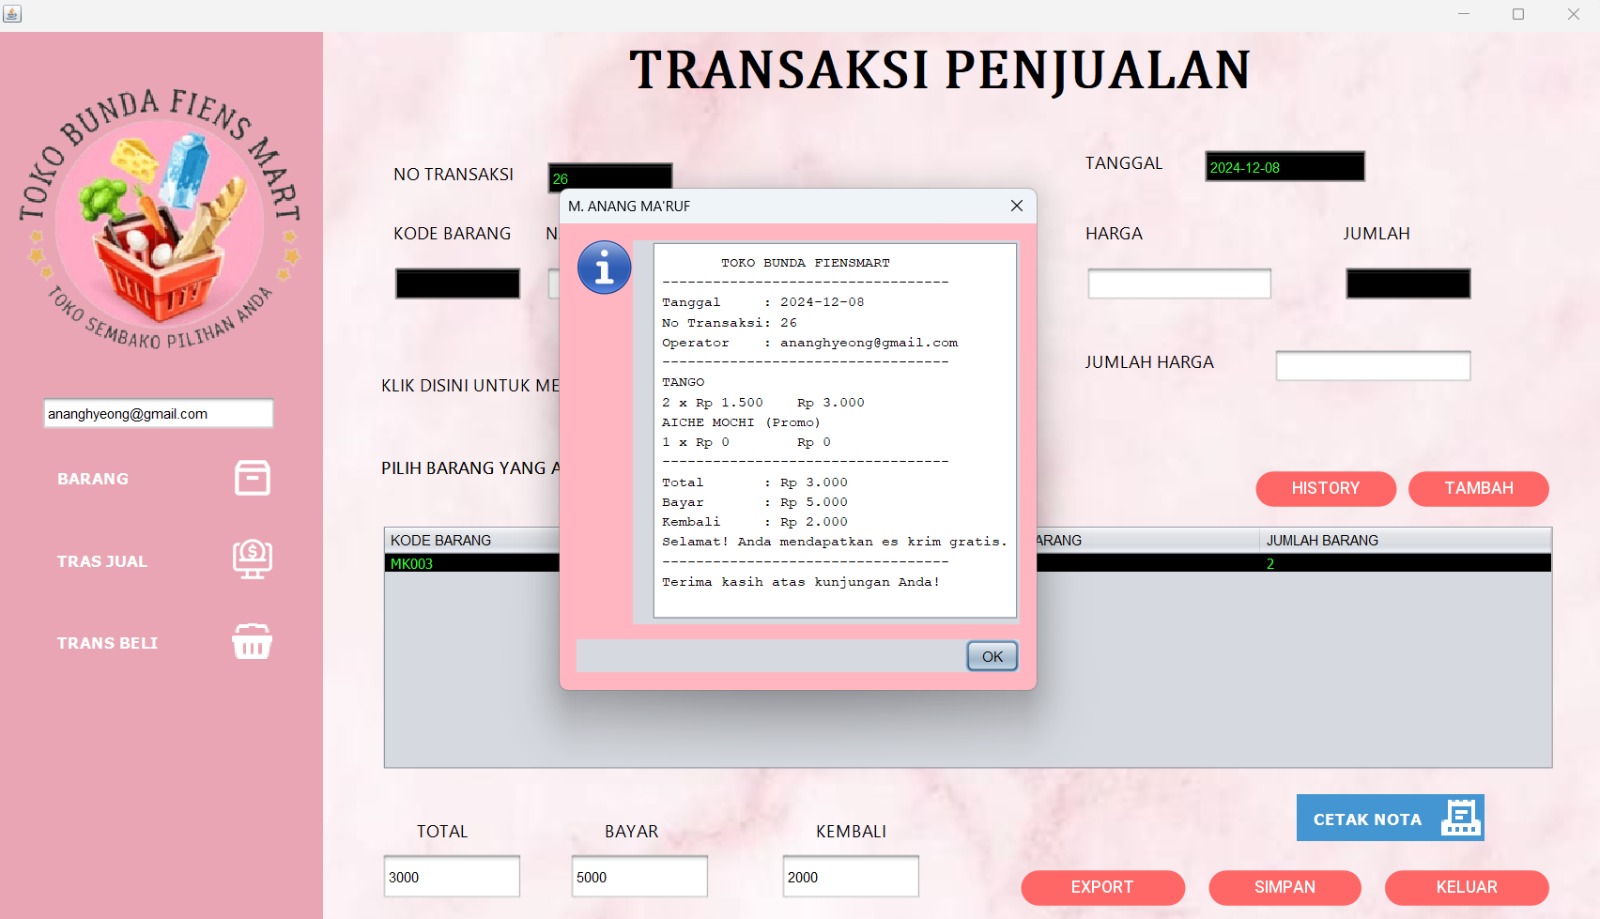 TRANSAKSI PENJUALAN
TOKO BUNDA FIENS MART
TOKO SEMBAKO PILIHAN ANDA
ananghyeong@gmail.com
BARANG
TRAS JUAL
TRANS BELI
NO TRANSAKSI
26
TANGGAL
2024-12-08
KODE BARANG
HARGA
JUMLAH
JUMLAH HARGA
KLIK DISINI UNTUK ME
PILIH BARANG YANG A
HISTORY
TAMBAH
M. ANANG MA'RUF
TOKO BUNDA FIENSMART
----------------------------------
Tanggal     : 2024-12-08
No Transaksi: 26
Operator    : ananghyeong@gmail.com
----------------------------------
TANGO
2 x Rp 1.500    Rp 3.000
AICHE MOCHI (Promo)
1 x Rp 0        Rp 0
----------------------------------
Total       : Rp 3.000
Bayar       : Rp 5.000
Kembali     : Rp 2.000
Selamat! Anda mendapatkan es krim gratis.
----------------------------------
Terima kasih atas kunjungan Anda!
OK
KODE BARANG
ARANG
JUMLAH BARANG
MK003
2
CETAK NOTA
TOTAL
BAYAR
KEMBALI
3000
5000
2000
EXPORT
SIMPAN
KELUAR